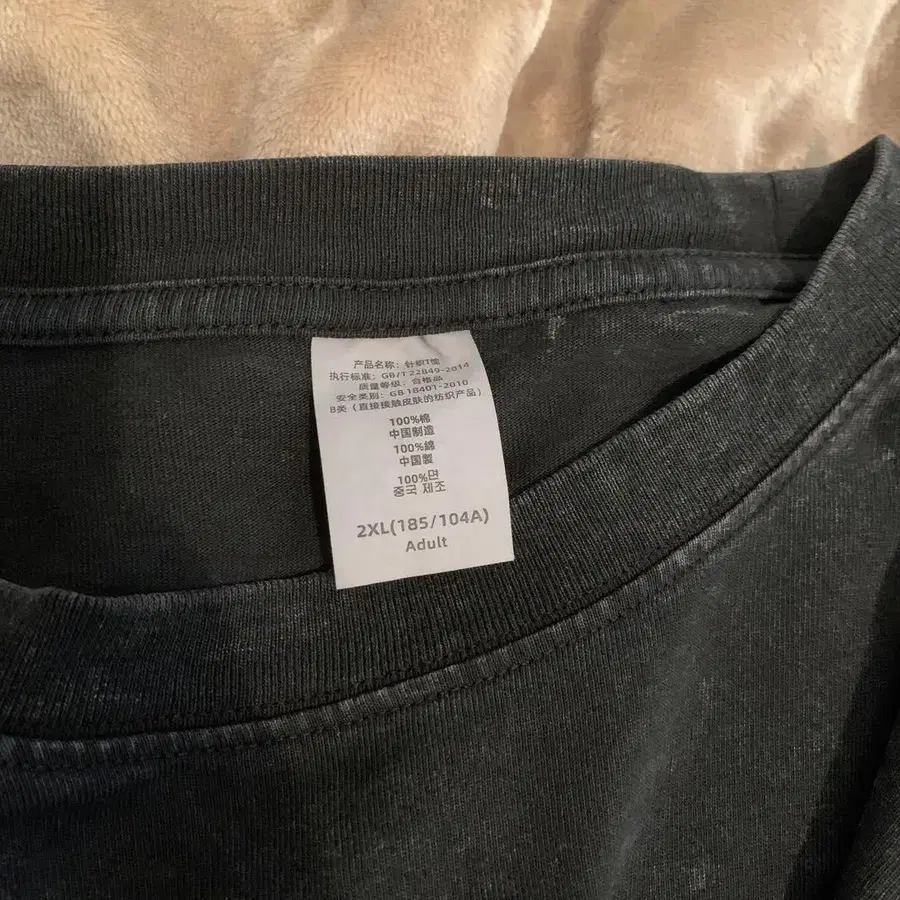 产品名称: 针织T恤
执行标准: GB/T 22849-2014
质量等级: 合格品
安全类别: GB 18401-2010
B类 (直接接触皮肤的纺织产品)
100%棉
中国制造
100%綿
中国製
100%면
중국 제조
2XL(185/104A)
Adult